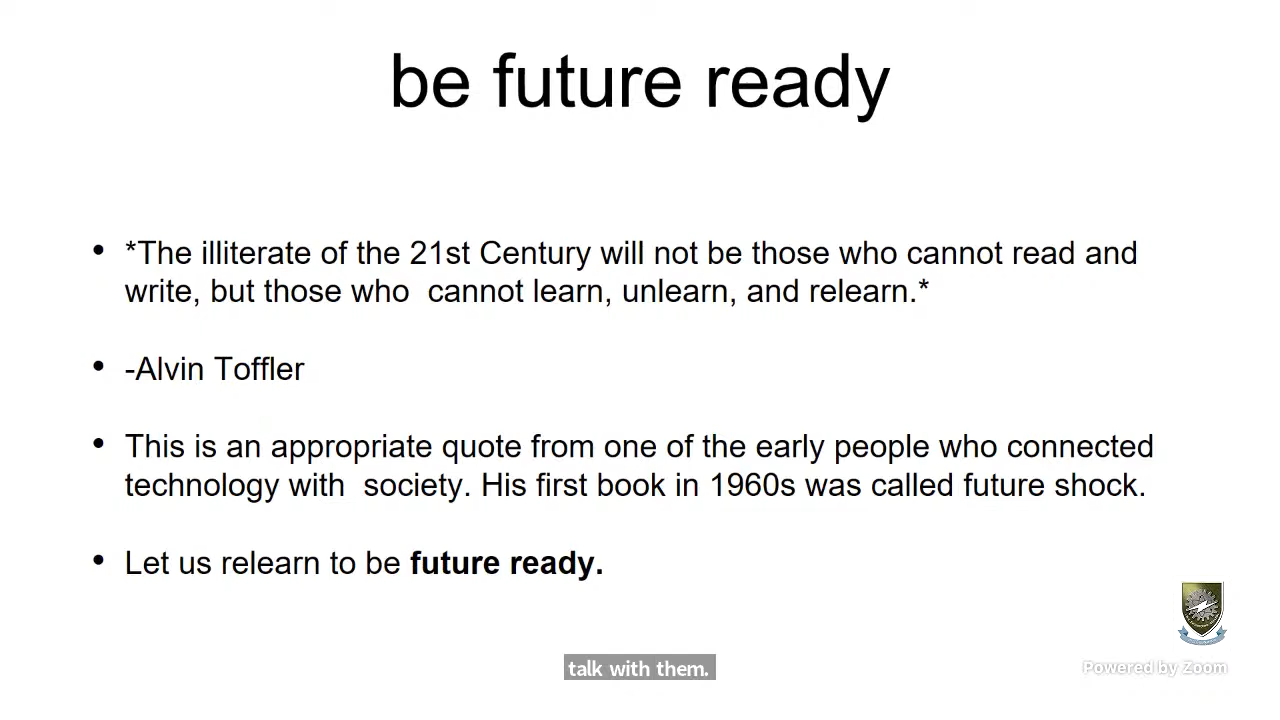 be future ready
• *The illiterate of the 21st Century will not be those who cannot read and
write, but those who  cannot learn, unlearn, and relearn.*
• -Alvin Toffler
• This is an appropriate quote from one of the early people who connected
technology with  society. His first book in 1960s was called future shock.
• Let us relearn to be future ready.
talk with them.
Powered by Zoom